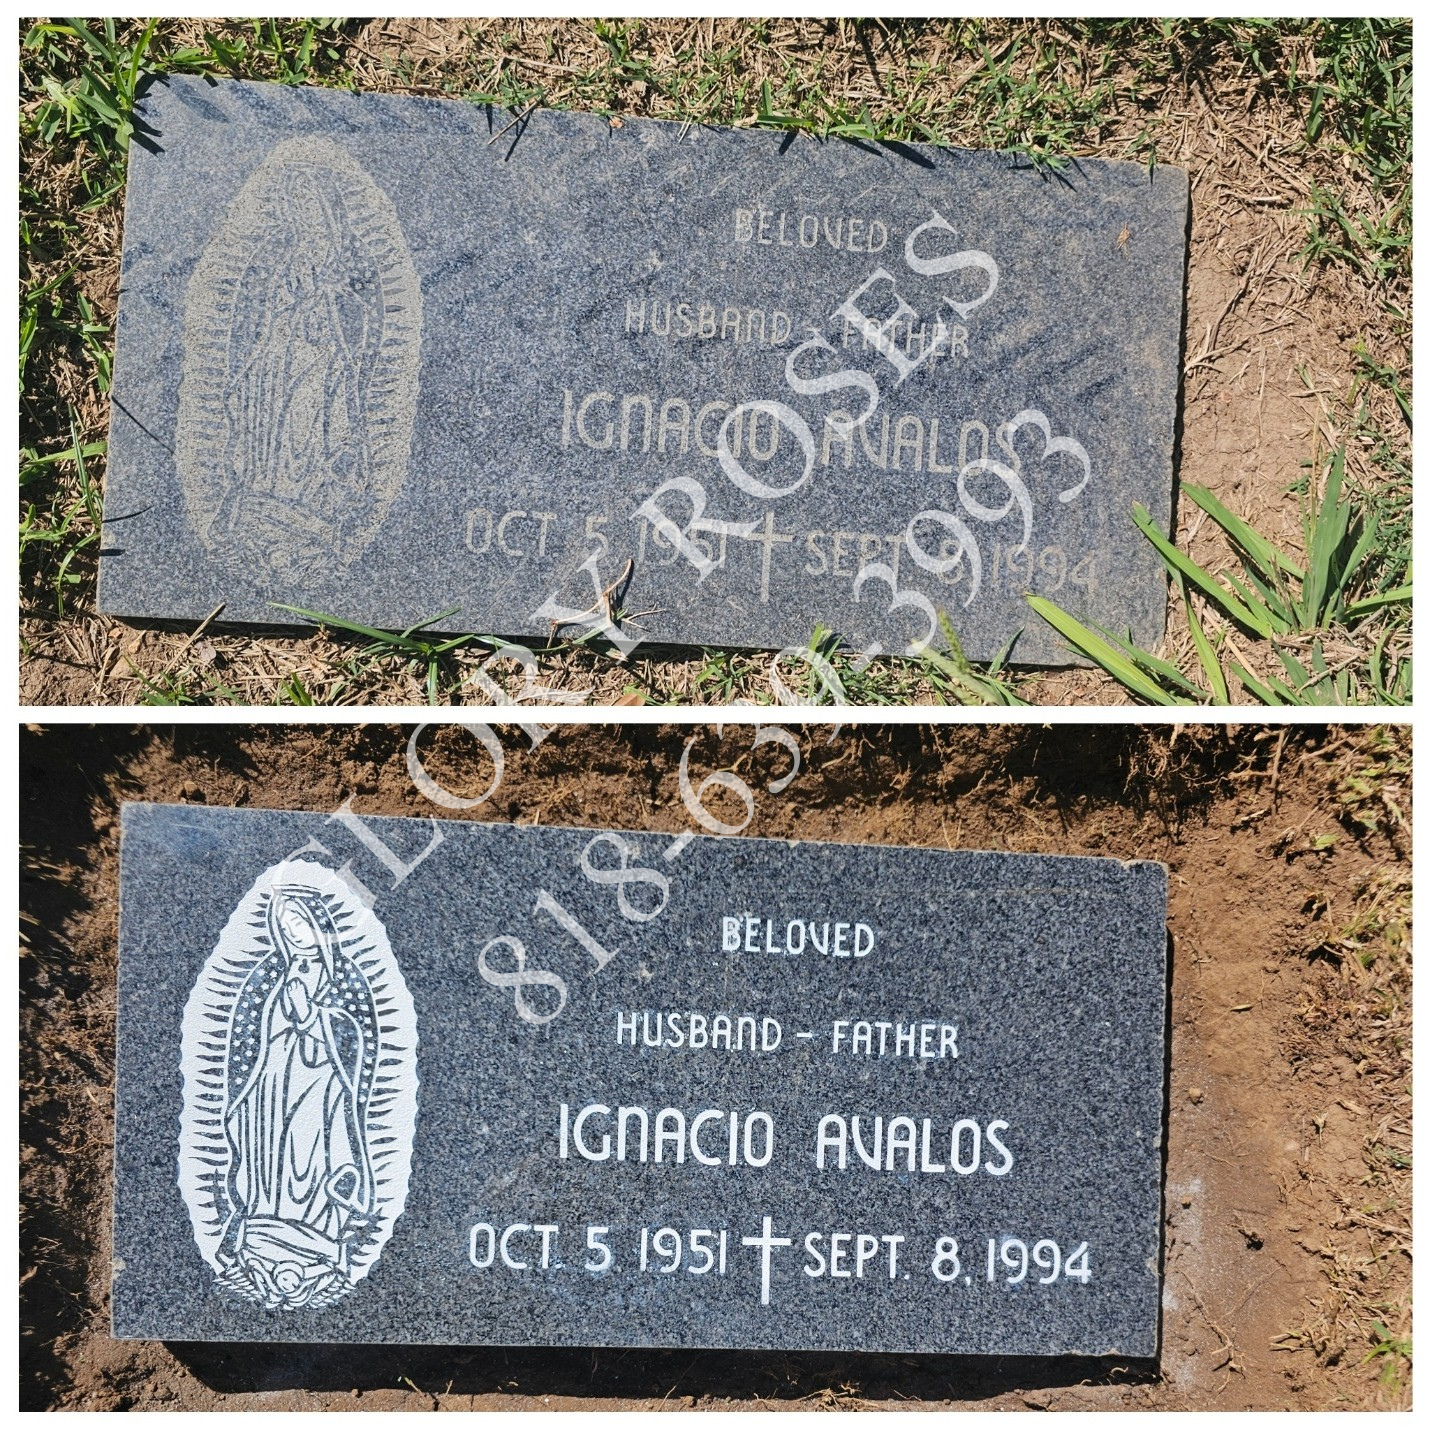 BELOVED
HUSBAND - FATHER
IGNACIO AVALOS
OCT. 5, 1951 SEPT. 8, 1994
GLORY ROSES
818-639-3993
BELOVED
HUSBAND - FATHER
IGNACIO AVALOS
OCT. 5, 1951 SEPT. 8, 1994